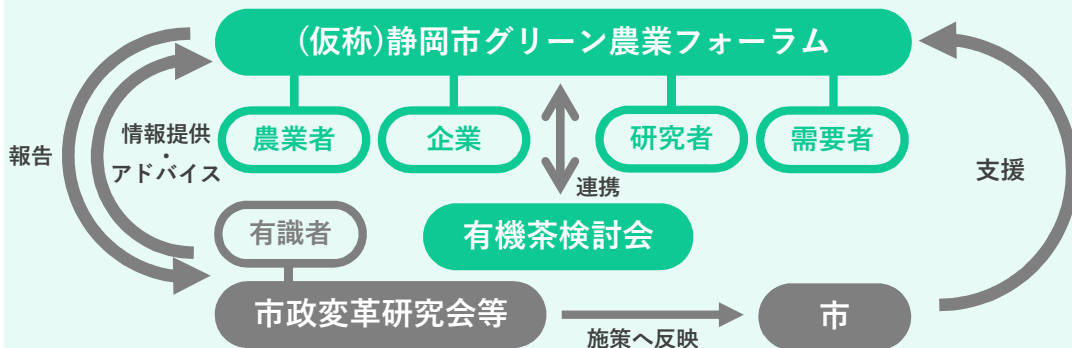 (仮称)静岡市グリーン農業フォーラム
農業者
企業
研究者
需要者
報告
情報提供
・
アドバイス
連携
支援
有識者
有機茶検討会
市政変革研究会等
施策へ反映
市